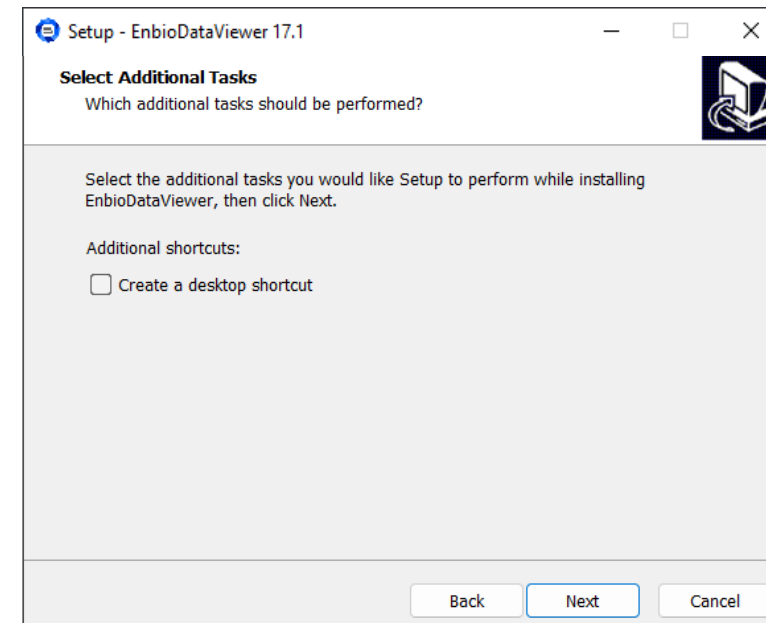 Setup - EnbioDataViewer 17.1
Select Additional Tasks
Which additional tasks should be performed?
Select the additional tasks you would like Setup to perform while installing
EnbioDataViewer, then click Next.
Additional shortcuts:
Create a desktop shortcut
Back
Next
Cancel